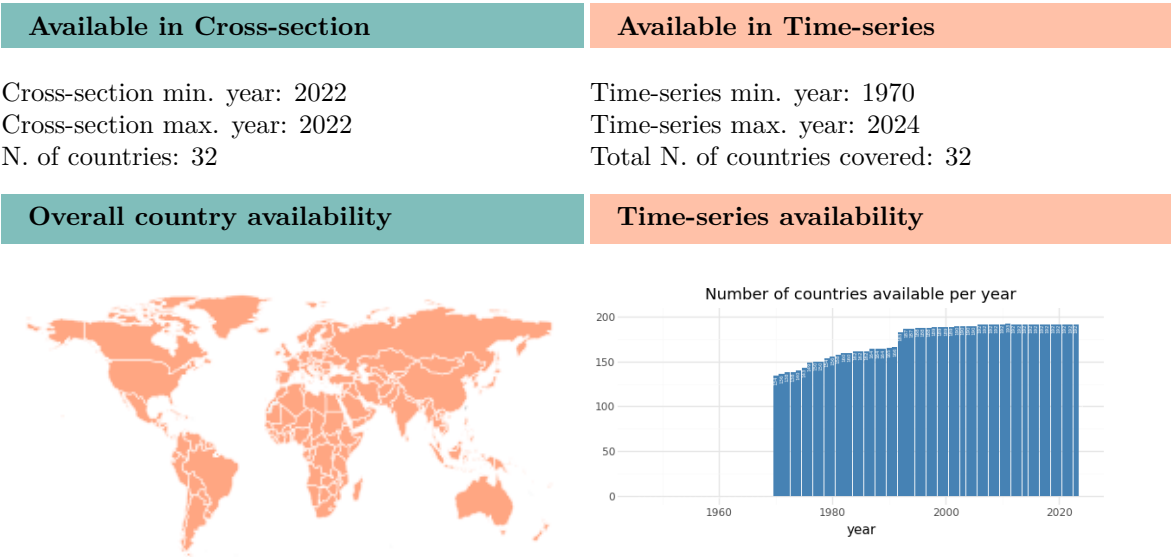 Available in Cross-section
Available in Time-series
Cross-section min. year: 2022
Cross-section max. year: 2022
N. of countries: 32
Time-series min. year: 1970
Time-series max. year: 2024
Total N. of countries covered: 32
Overall country availability
Time-series availability
Number of countries available per year
200
150
100
50
0
1960
1980
2000
2020
year